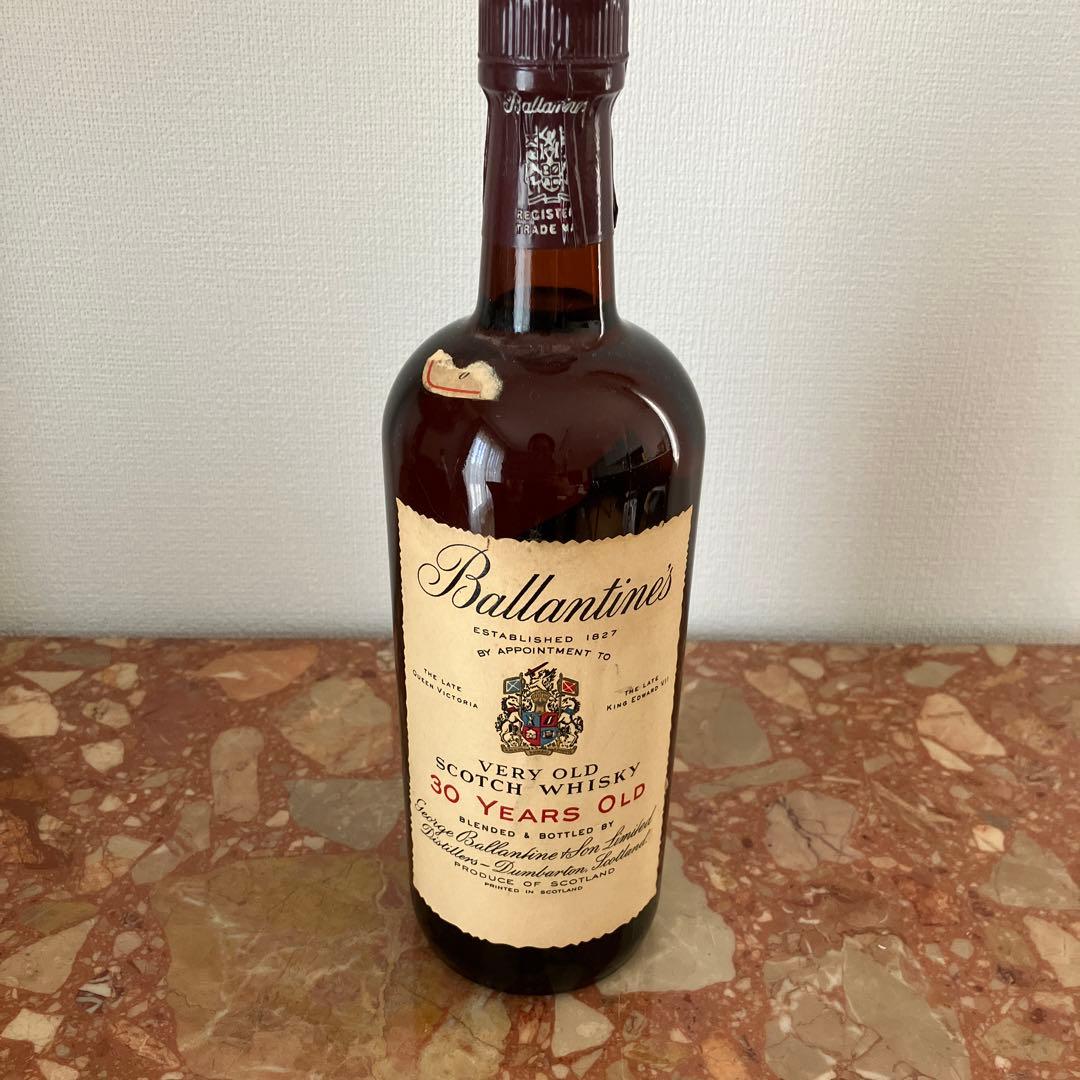 Ballantine's
REGISTE
TRADE MA
0
Ballantine's
ESTABLISHED 1827
BY APPOINTMENT TO
THE LATE
QUEEN VICTORIA
THE LATE
KING EDWARD VII
VERY OLD
SCOTCH WHISKY
30 YEARS OLD
BLENDED & BOTTLED BY
George Ballantine & Son Limited
Distillers - Dumbarton, Scotland.
PRODUCE OF SCOTLAND
PRINTED IN SCOTLAND